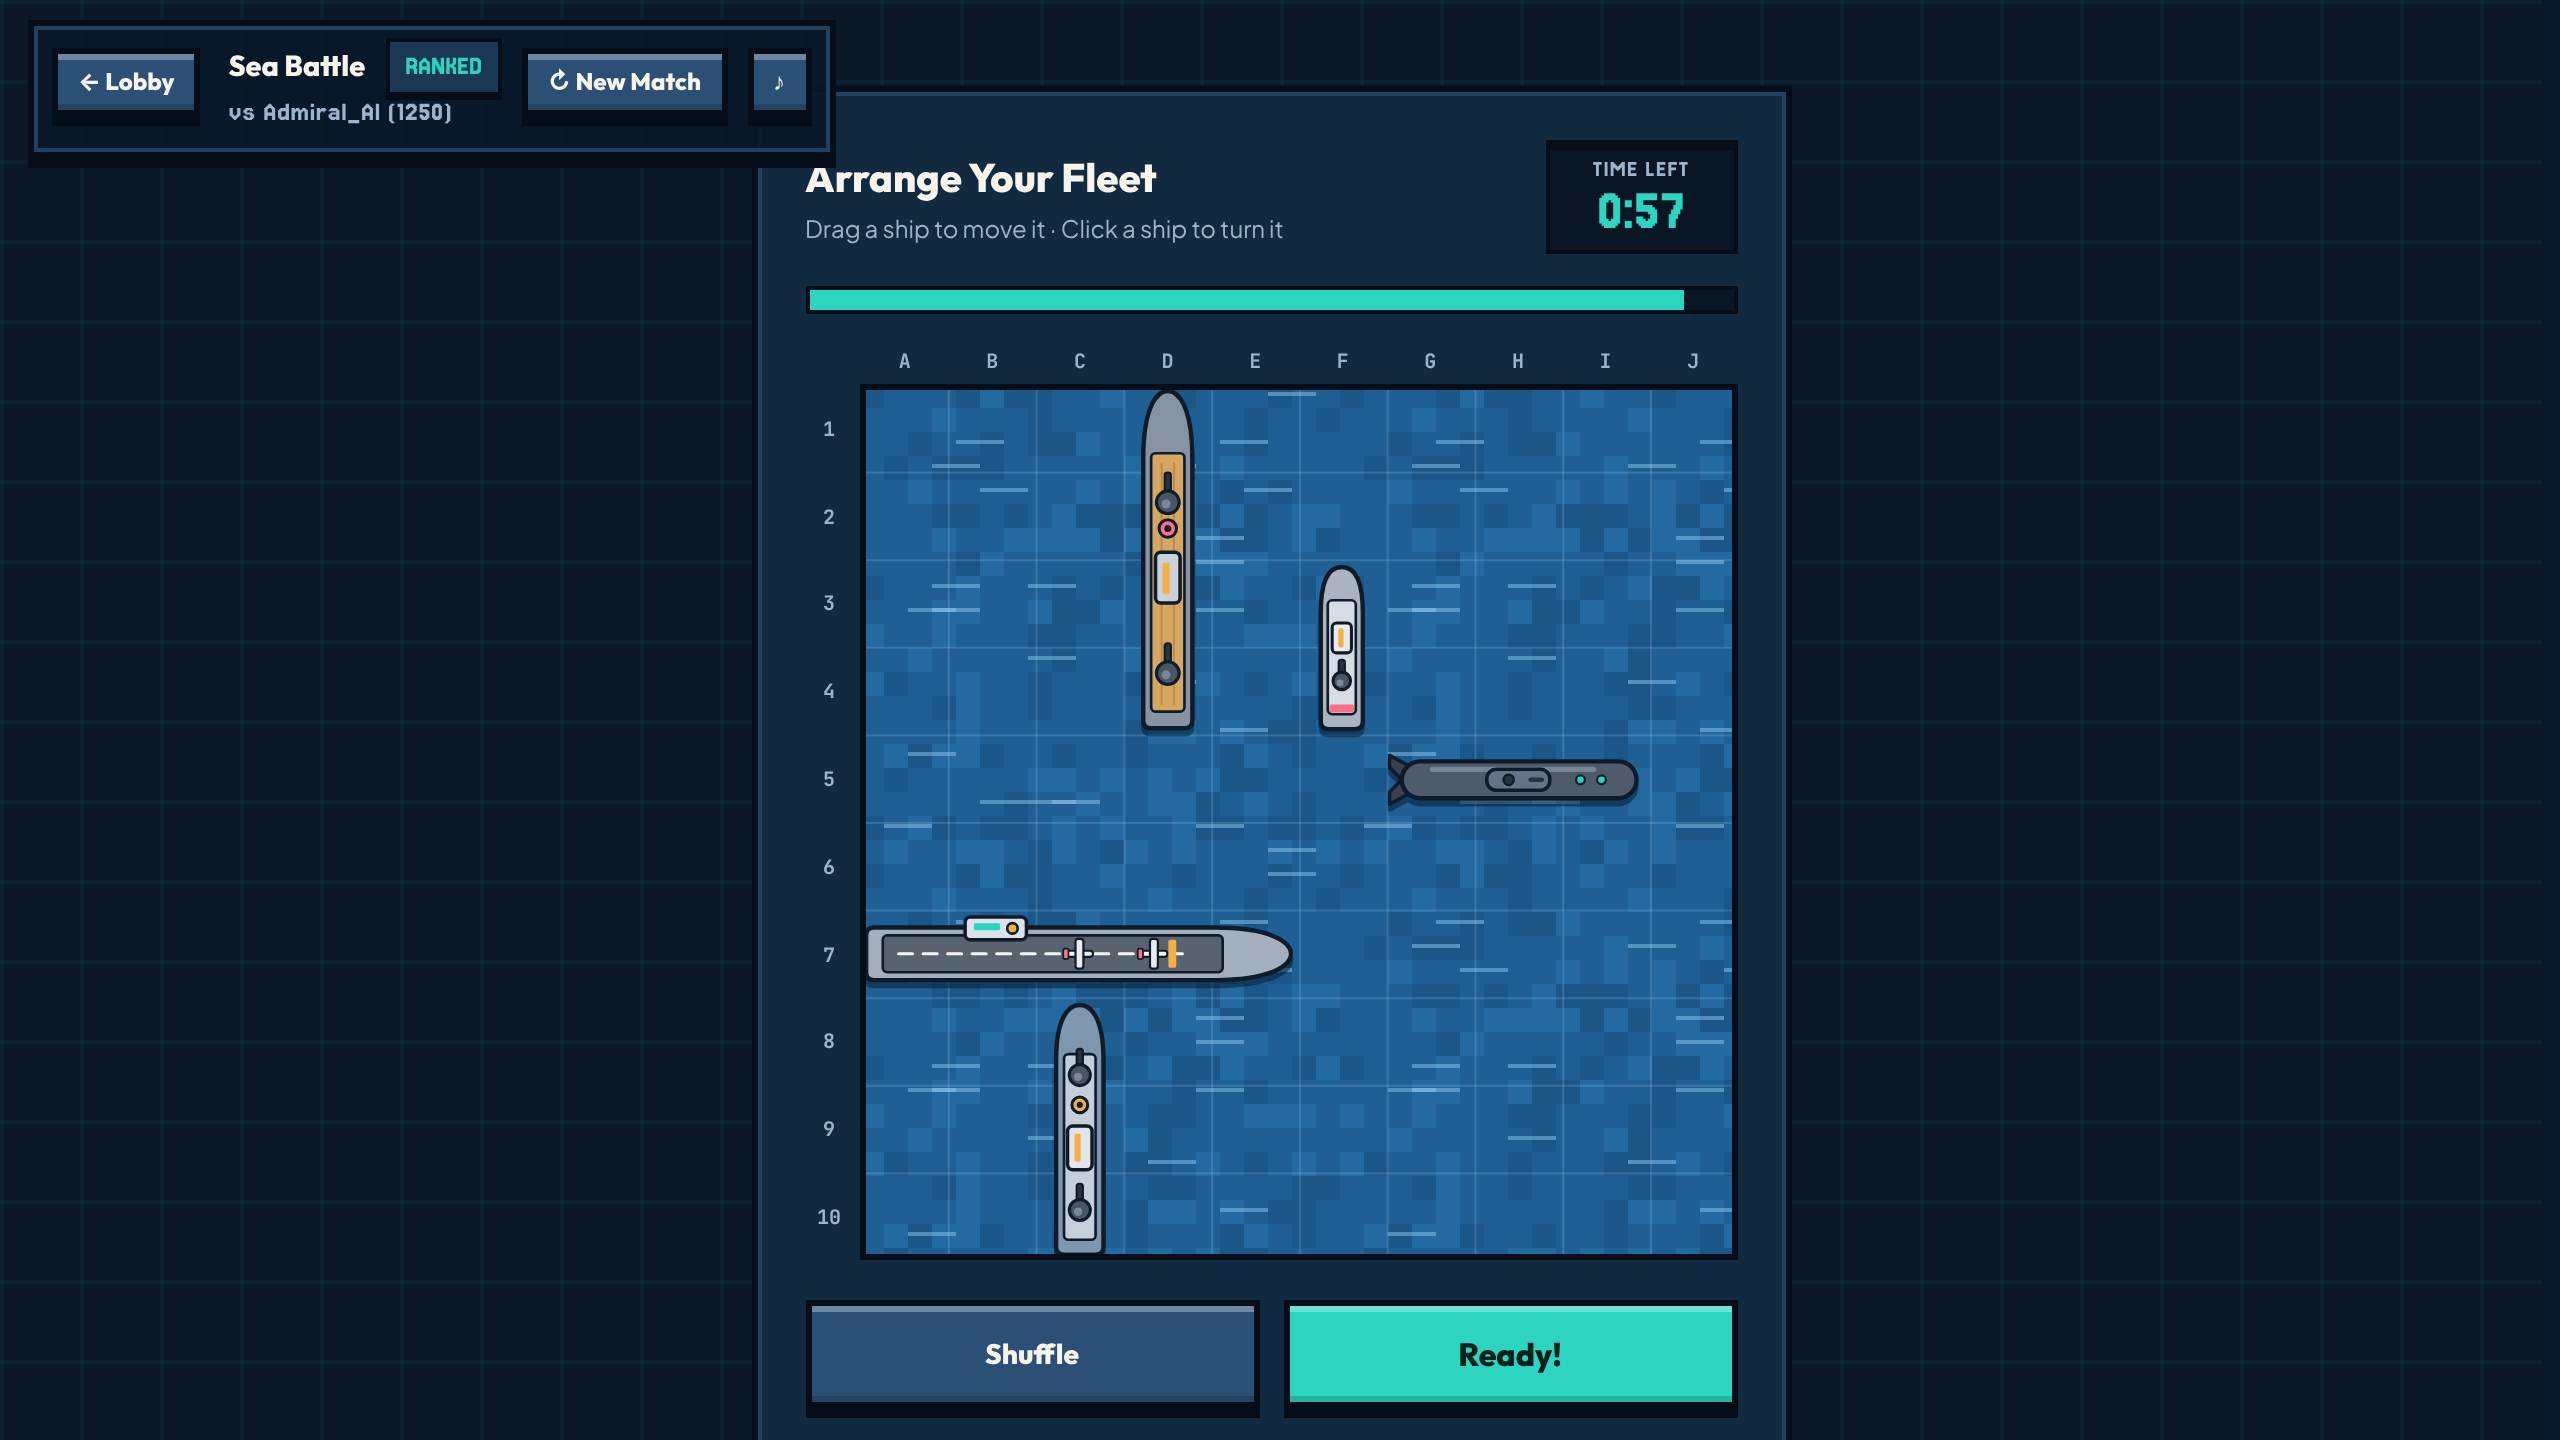 ← Lobby
Sea Battle
RANKED
vs Admiral_AI (1250)
↻ New Match
♪
Arrange Your Fleet
Drag a ship to move it · Click a ship to turn it
TIME LEFT
0:57
A B C D E F G H I J
1
2
3
4
5
6
7
8
9
10
Shuffle
Ready!